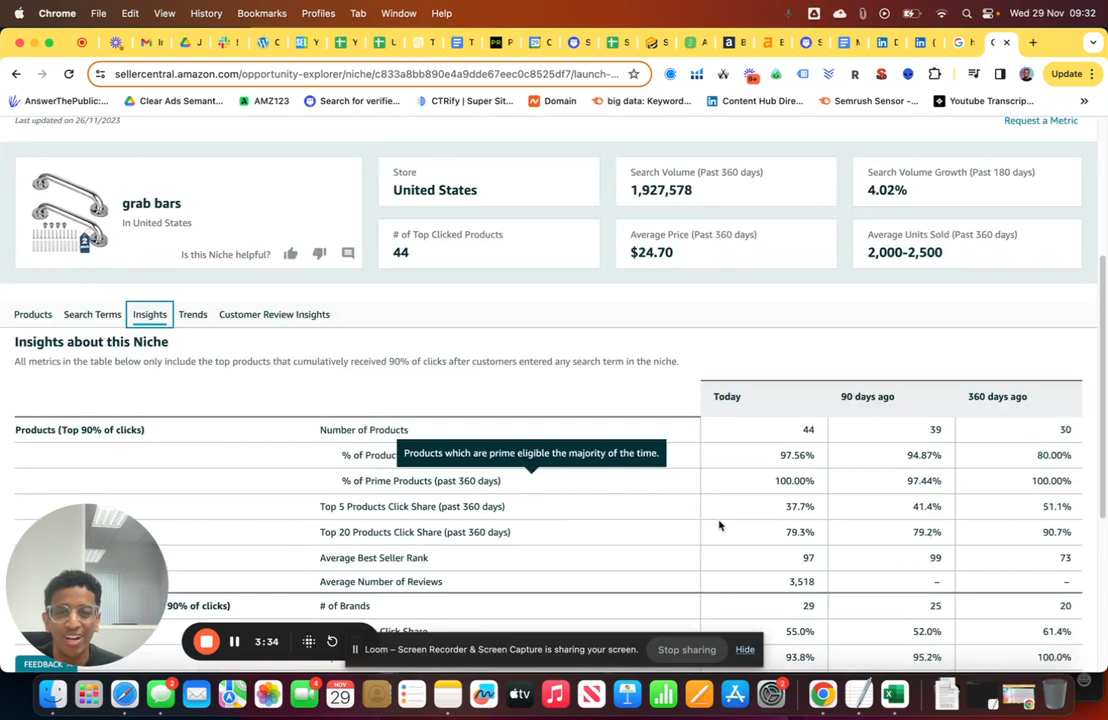 Chrome File Edit View History Bookmarks Profiles Tab Window Help Wed 29 Nov 09:32
sellercentral.amazon.com/opportunity-explorer/niche/c833a8bb890e4a9dde67eec0c8525df7/launch-... Update
AnswerThePublic:... Clear Ads Semant... AMZ123 Search for verifie... CTRify | Super Sit... Domain big data: Keyword... Content Hub Dire... Semrush Sensor -... Youtube Transcrip... »
Last updated on 26/11/2023 Request a Metric
grab bars
In United States
Is this Niche helpful?
2
Store
United States
Search Volume (Past 360 days)
1,927,578
Search Volume Growth (Past 180 days)
4.02%
# of Top Clicked Products
44
Average Price (Past 360 days)
$24.70
Average Units Sold (Past 360 days)
2,000-2,500
Products Search Terms Insights Trends Customer Review Insights
Insights about this Niche
All metrics in the table below only include the top products that cumulatively received 90% of clicks after customers entered any search term in the niche.
Today 90 days ago 360 days ago
Products (Top 90% of clicks) Number of Products 44 39 30
Products which are prime eligible the majority of the time.
% of Produc 97.56% 94.87% 80.00%
% of Prime Products (past 360 days) 100.00% 97.44% 100.00%
Top 5 Products Click Share (past 360 days) 37.7% 41.4% 51.1%
Top 20 Products Click Share (past 360 days) 79.3% 79.2% 90.7%
Average Best Seller Rank 97 99 73
Average Number of Reviews 3,518 – –
90% of clicks) # of Brands 29 25 20
Click Share 55.0% 52.0% 61.4%
93.8% 95.2% 100.0%
3:34
Loom – Screen Recorder & Screen Capture is sharing your screen. Stop sharing Hide
FEEDBACK
NOV
29